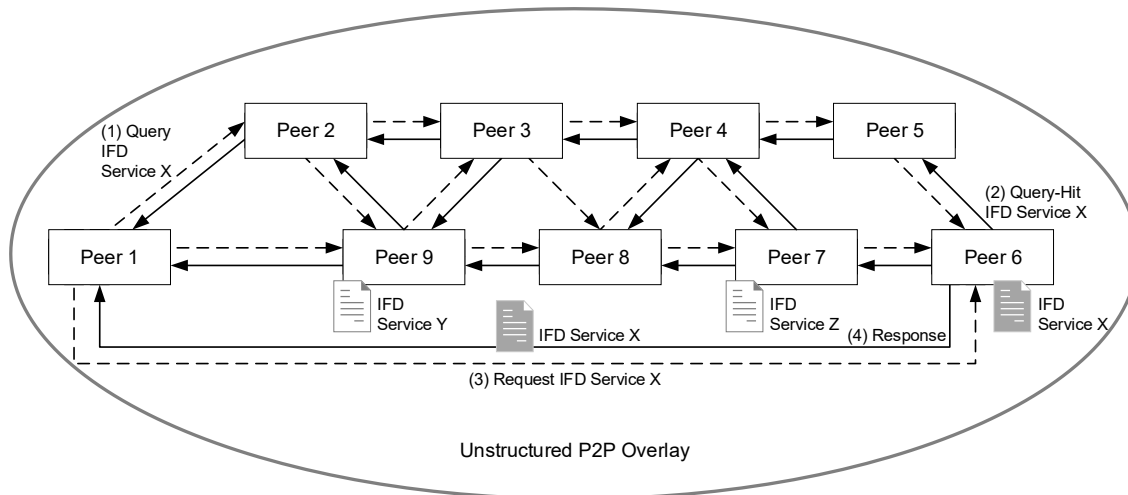 (1) Query
IFD
Service X
Peer 2
Peer 3
Peer 4
Peer 5
(2) Query-Hit
IFD Service X
Peer 1
Peer 9
Peer 8
Peer 7
Peer 6
IFD
Service Y
IFD Service X
IFD
Service Z
IFD
Service X
(4) Response
(3) Request IFD Service X
Unstructured P2P Overlay